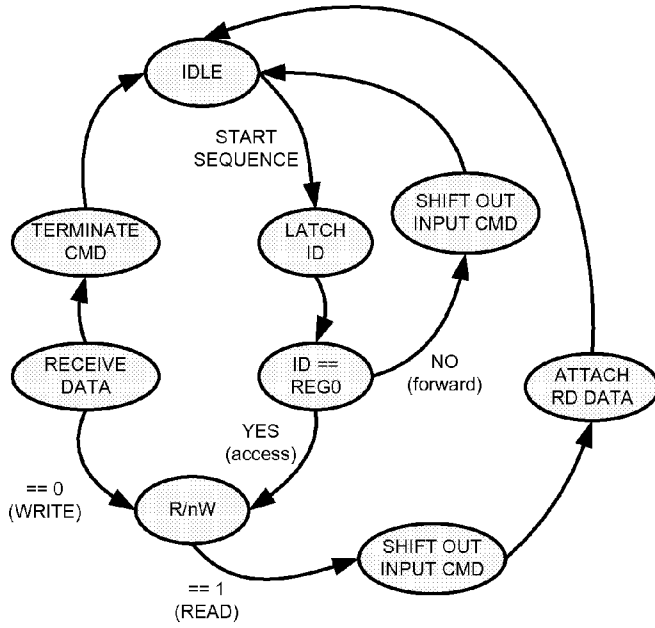 IDLE
START
SEQUENCE
SHIFT OUT
INPUT CMD
TERMINATE
CMD
LATCH
ID
RECEIVE
DATA
ID ==
REG0
NO
(forward)
ATTACH
RD DATA
YES
(access)
== 0
(WRITE)
R/nW
SHIFT OUT
INPUT CMD
== 1
(READ)